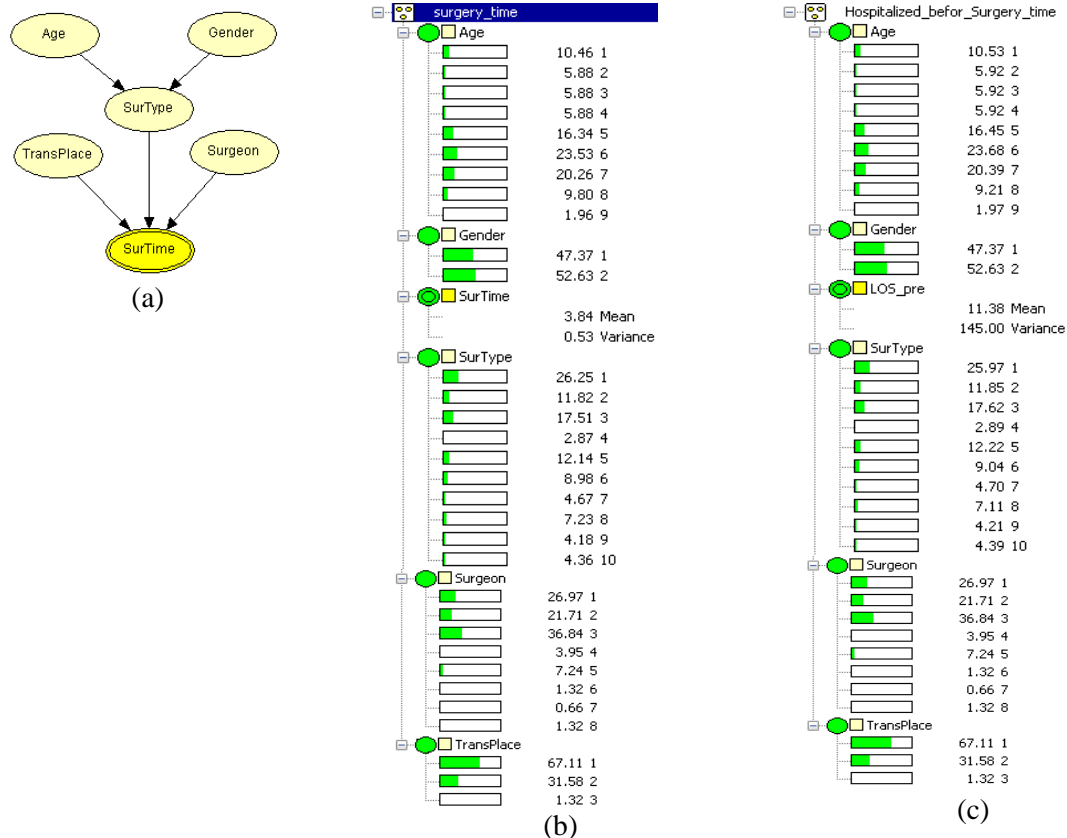 Age
Gender
SurType
TransPlace
Surgeon
SurTime
(a)
surgery_time
Age
10.46 1
5.88 2
5.88 3
5.88 4
16.34 5
23.53 6
20.26 7
9.80 8
1.96 9
Gender
47.37 1
52.63 2
SurTime
3.84 Mean
0.53 Variance
SurType
26.25 1
11.82 2
17.51 3
2.87 4
12.14 5
8.98 6
4.67 7
7.23 8
4.18 9
4.36 10
Surgeon
26.97 1
21.71 2
36.84 3
3.95 4
7.24 5
1.32 6
0.66 7
1.32 8
TransPlace
67.11 1
31.58 2
1.32 3
(b)
Hospitalized_befor_Surgery_time
Age
10.53 1
5.92 2
5.92 3
5.92 4
16.45 5
23.68 6
20.39 7
9.21 8
1.97 9
Gender
47.37 1
52.63 2
LOS_pre
11.38 Mean
145.00 Variance
SurType
25.97 1
11.85 2
17.62 3
2.89 4
12.22 5
9.04 6
4.70 7
7.11 8
4.21 9
4.39 10
Surgeon
26.97 1
21.71 2
36.84 3
3.95 4
7.24 5
1.32 6
0.66 7
1.32 8
TransPlace
67.11 1
31.58 2
1.32 3
(c)